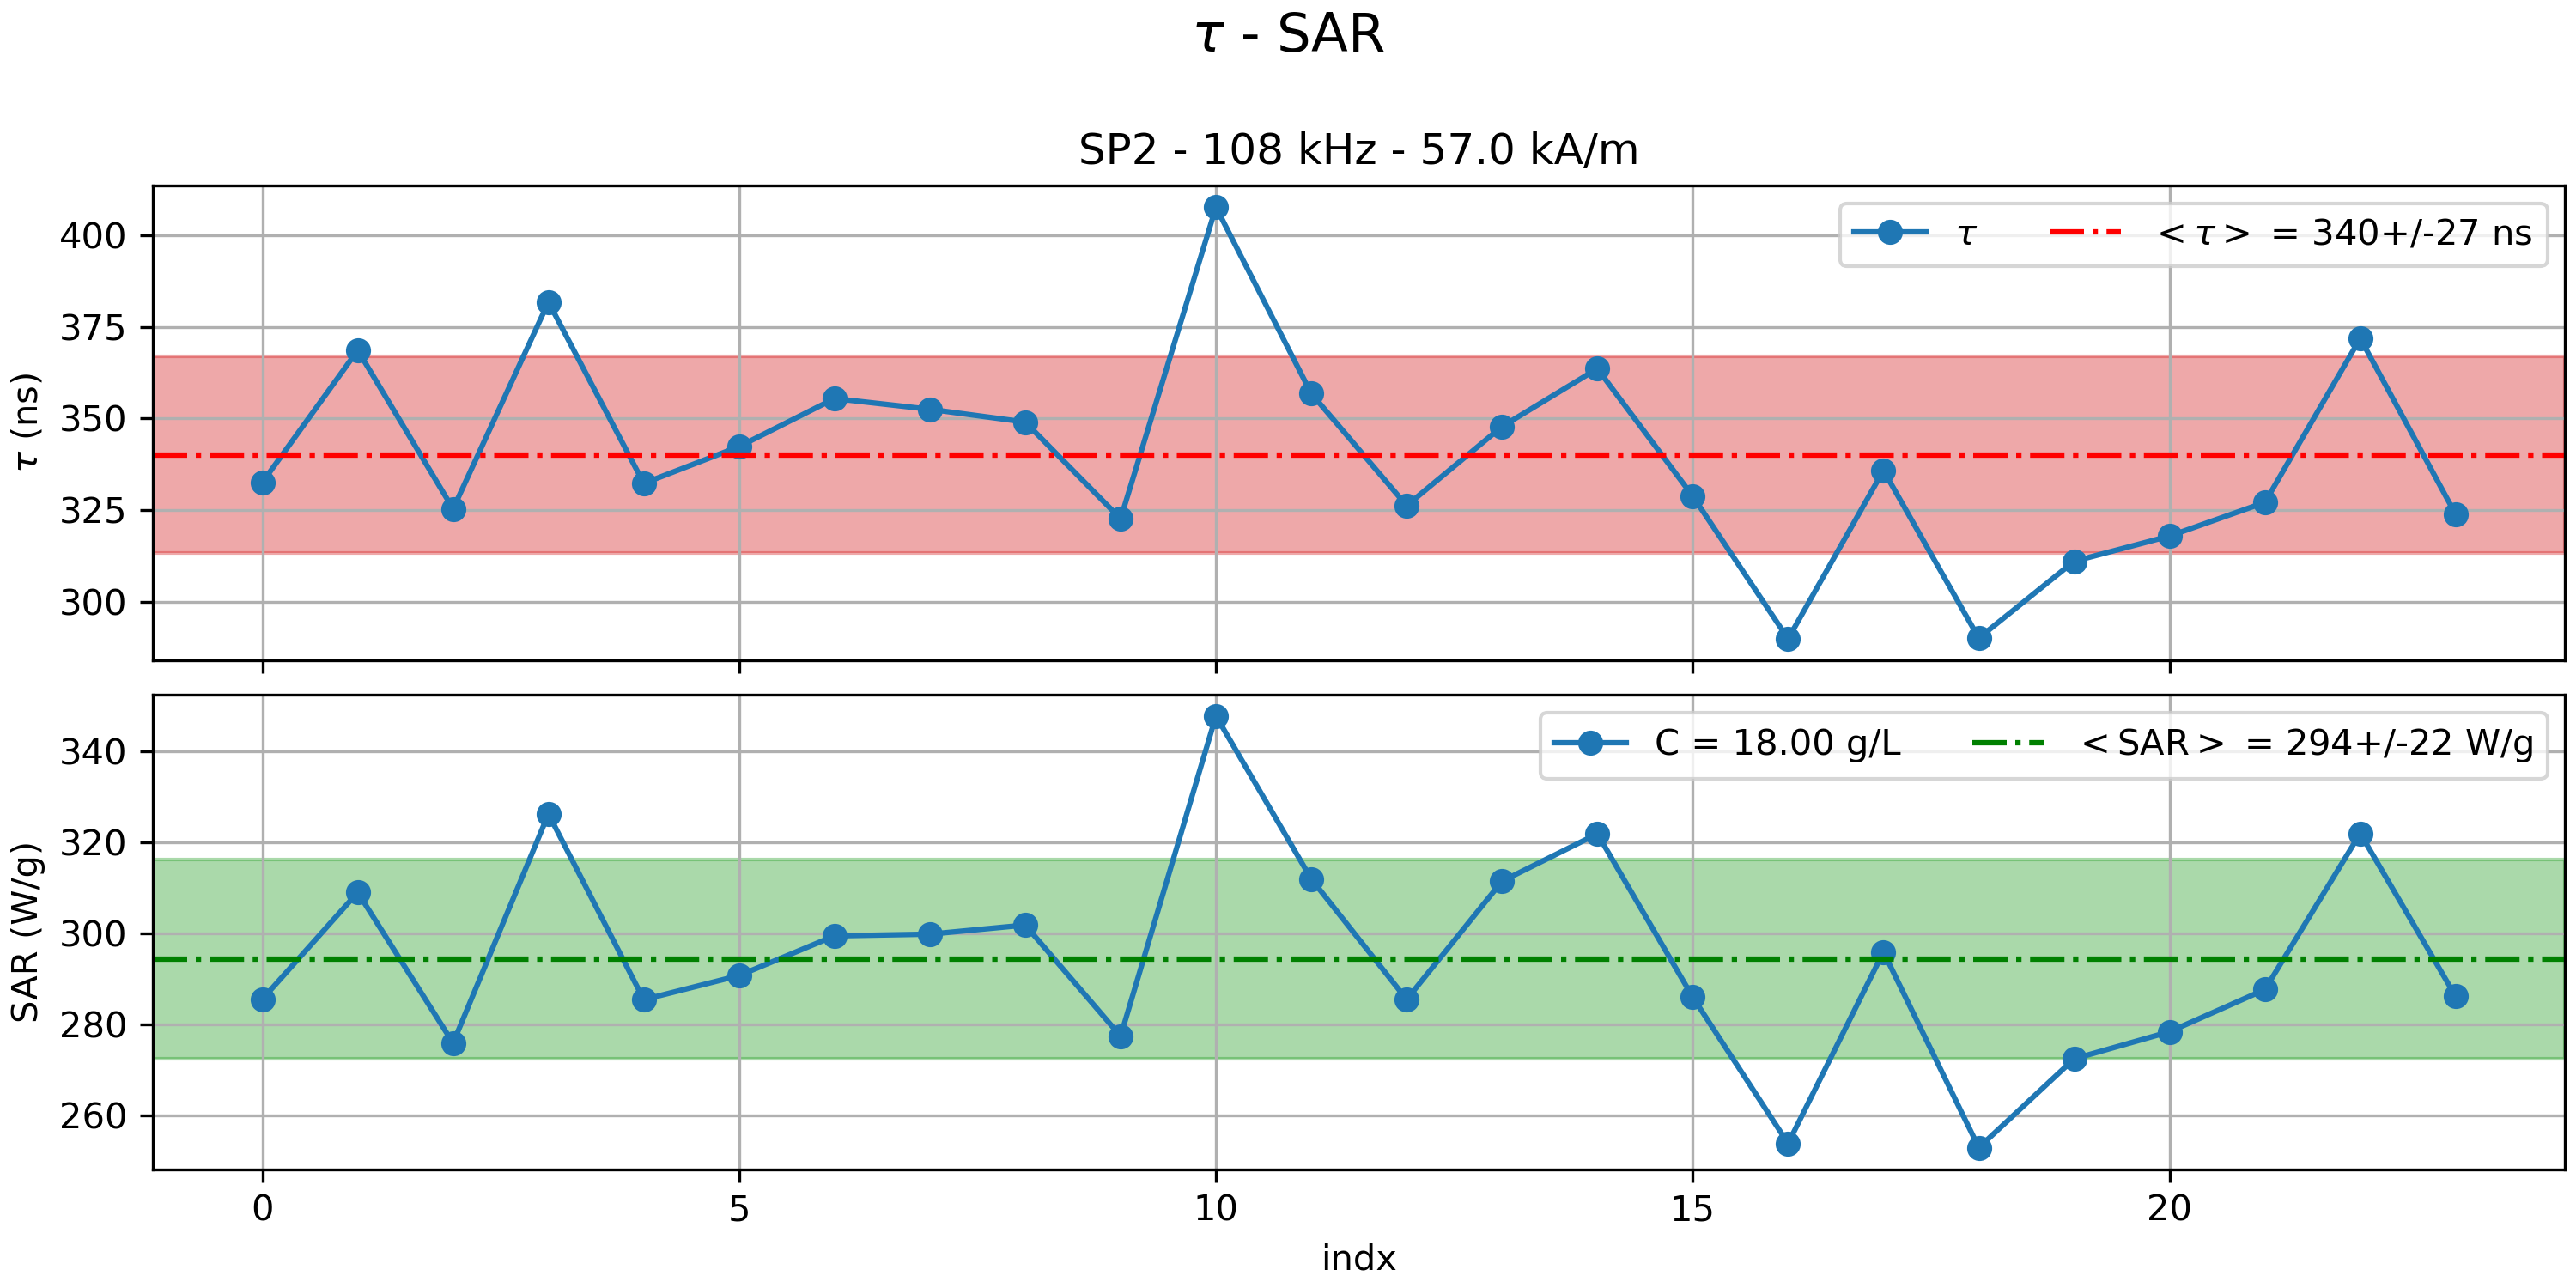 τ - SAR
SP2 - 108 kHz - 57.0 kA/m
τ (ns)
400
375
350
325
300
τ
<τ> = 340+/-27 ns
SAR (W/g)
340
320
300
280
260
C = 18.00 g/L
<SAR> = 294+/-22 W/g
0 5 10 15 20
indx